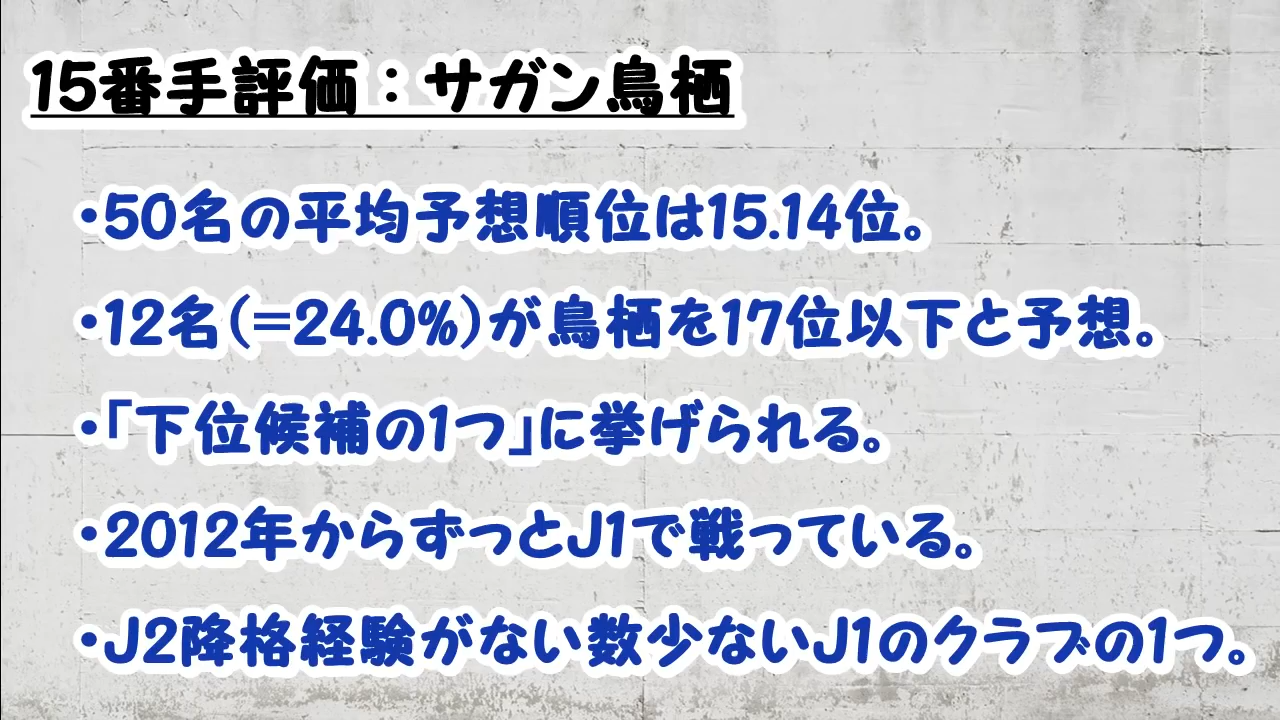 15番手評価：サガン鳥栖
・50名の平均予想順位は15.14位。
・12名(=24.0%)が鳥栖を17位以下と予想。
・「下位候補の1つ」に挙げられる。
・2012年からずっとJ1で戦っている。
・J2降格経験がない数少ないJ1のクラブの1つ。